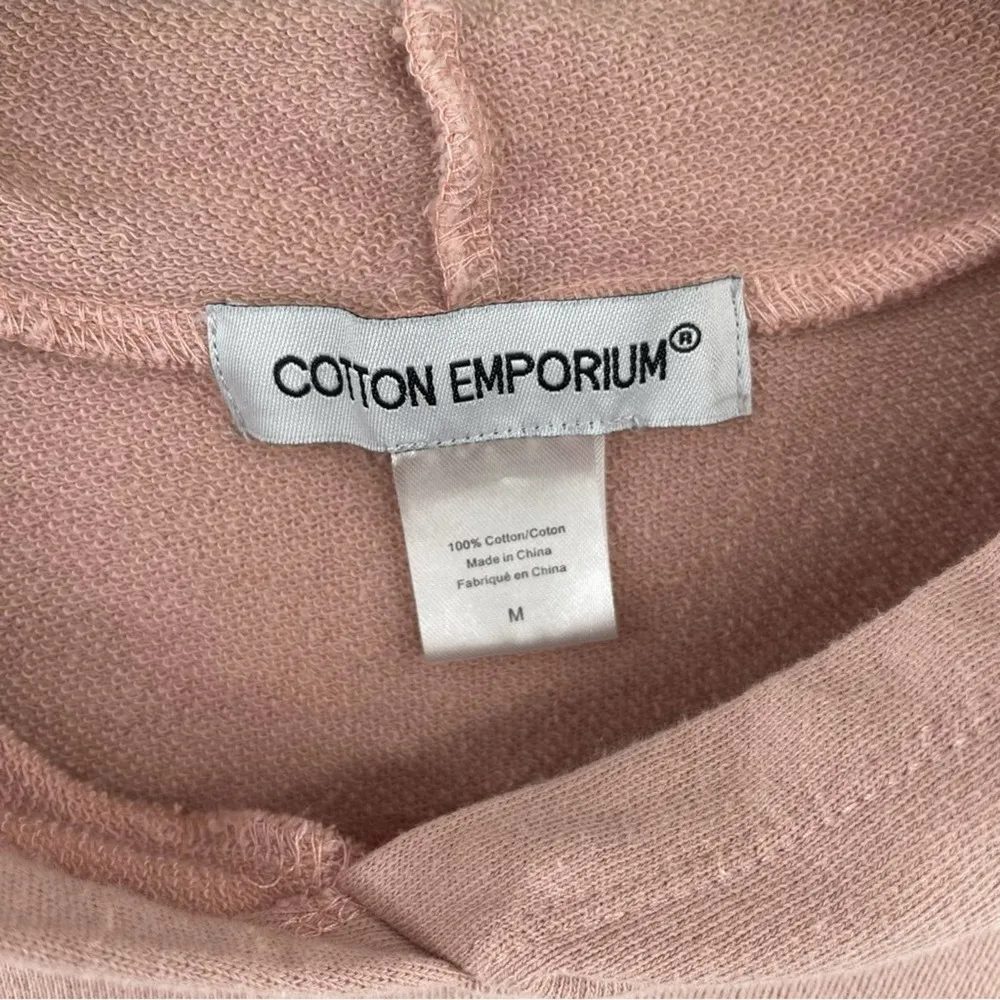 COTTON EMPORIUM®
100% Cotton/Coton
Made in China
Fabriqué en China
M